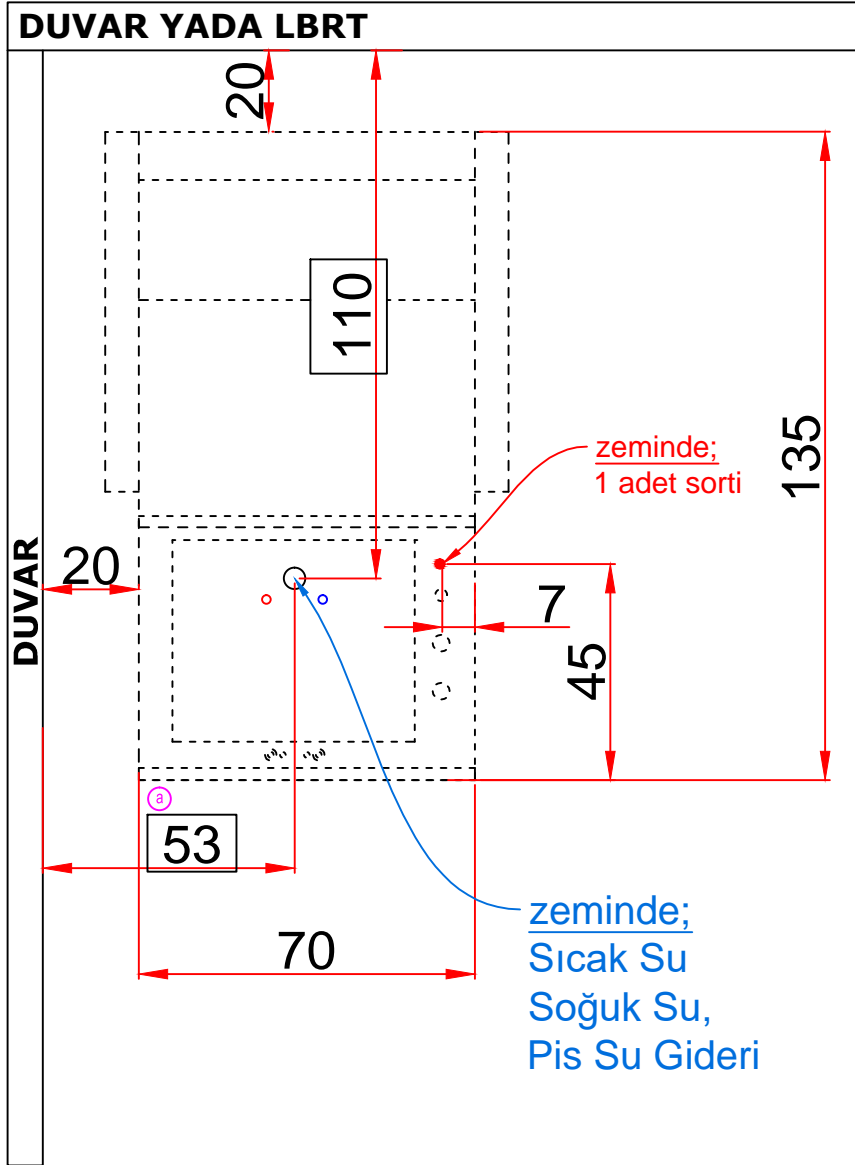 DUVAR YADA LBRT
20
110
135
zeminde;
1 adet sorti
DUVAR
20
7
45
a
53
70
zeminde;
Sıcak Su
Soğuk Su,
Pis Su Gideri